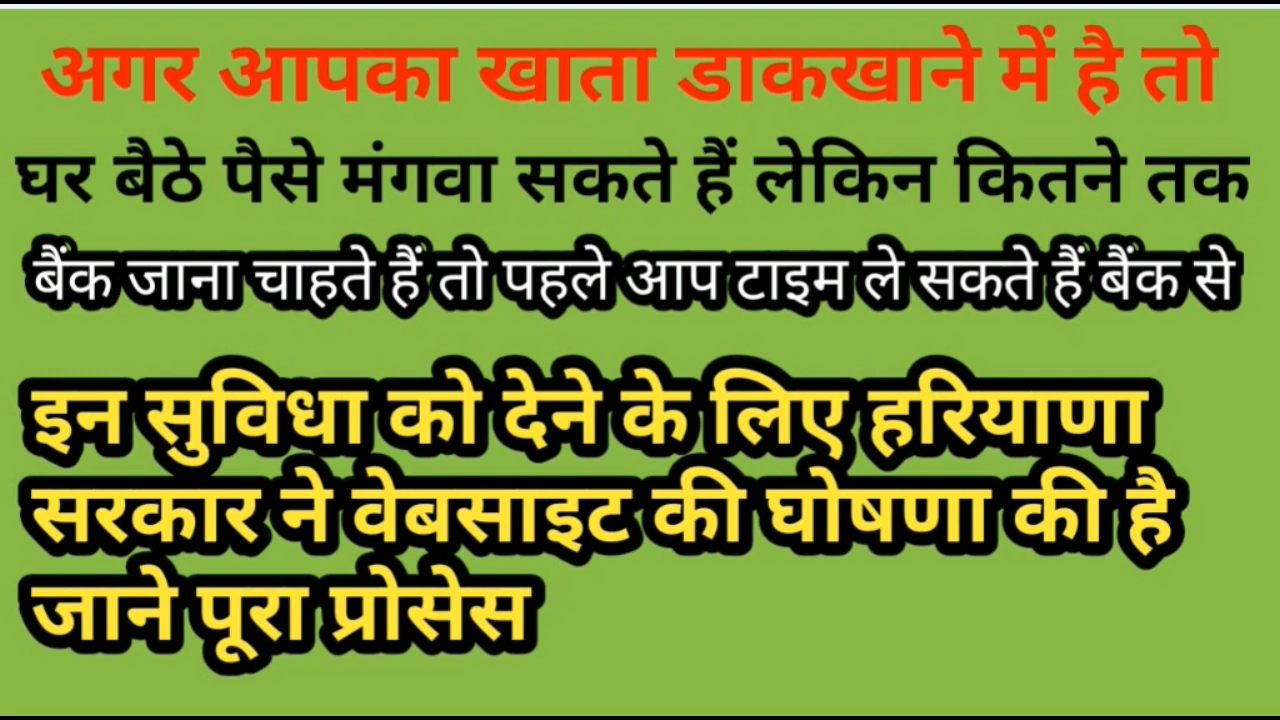 अगर आपका खाता डाकखाने में है तो
घर बैठे पैसे मंगवा सकते हैं लेकिन कितने तक
बैंक जाना चाहते हैं तो पहले आप टाइम ले सकते हैं बैंक से
इन सुविधा को देने के लिए हरियाणा
सरकार ने वेबसाइट की घोषणा की है
जाने पूरा प्रोसेस